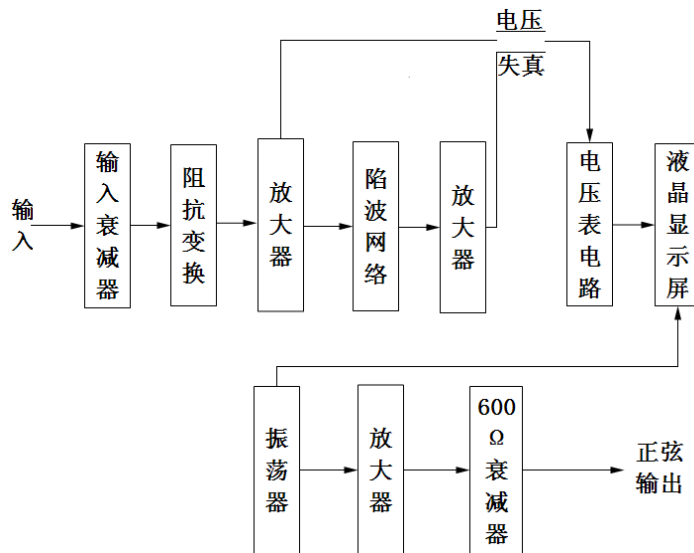 电压
失真
输入
输入衰减器
阻抗变换
放大器
陷波网络
放大器
电压表电路
液晶显示屏
振荡器
放大器
600Ω衰减器
正弦
输出